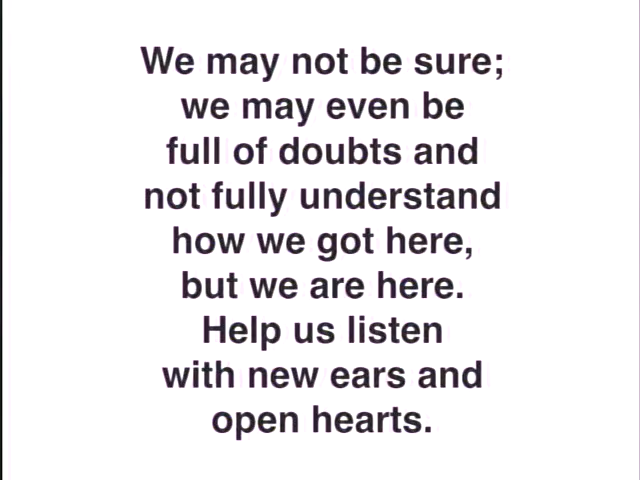 We may not be sure;
we may even be
full of doubts and
not fully understand
how we got here,
but we are here.
Help us listen
with new ears and
open hearts.